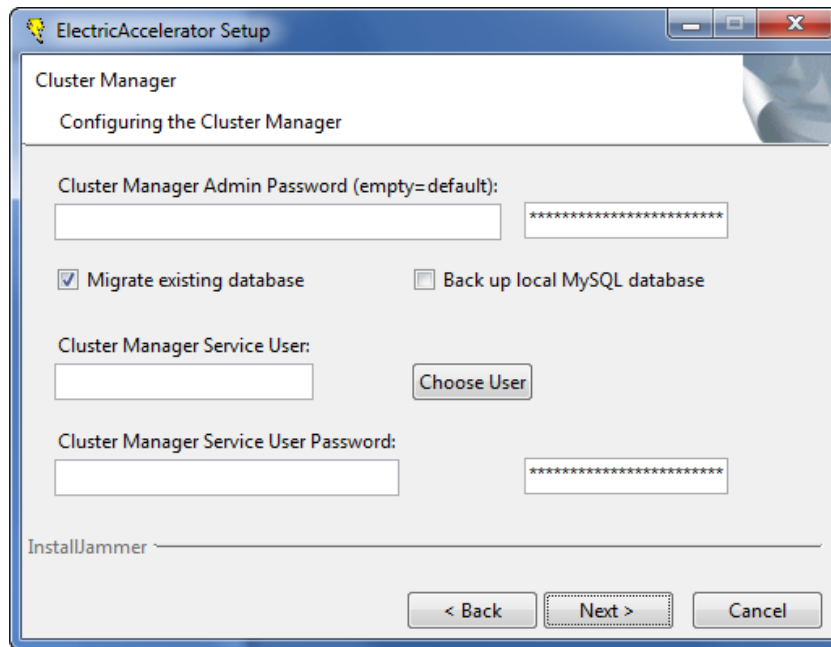 ElectricAccelerator Setup
Cluster Manager
Configuring the Cluster Manager
Cluster Manager Admin Password (empty=default):
************************
Migrate existing database
Back up local MySQL database
Cluster Manager Service User:
Choose User
Cluster Manager Service User Password:
************************
InstallJammer
< Back
Next >
Cancel